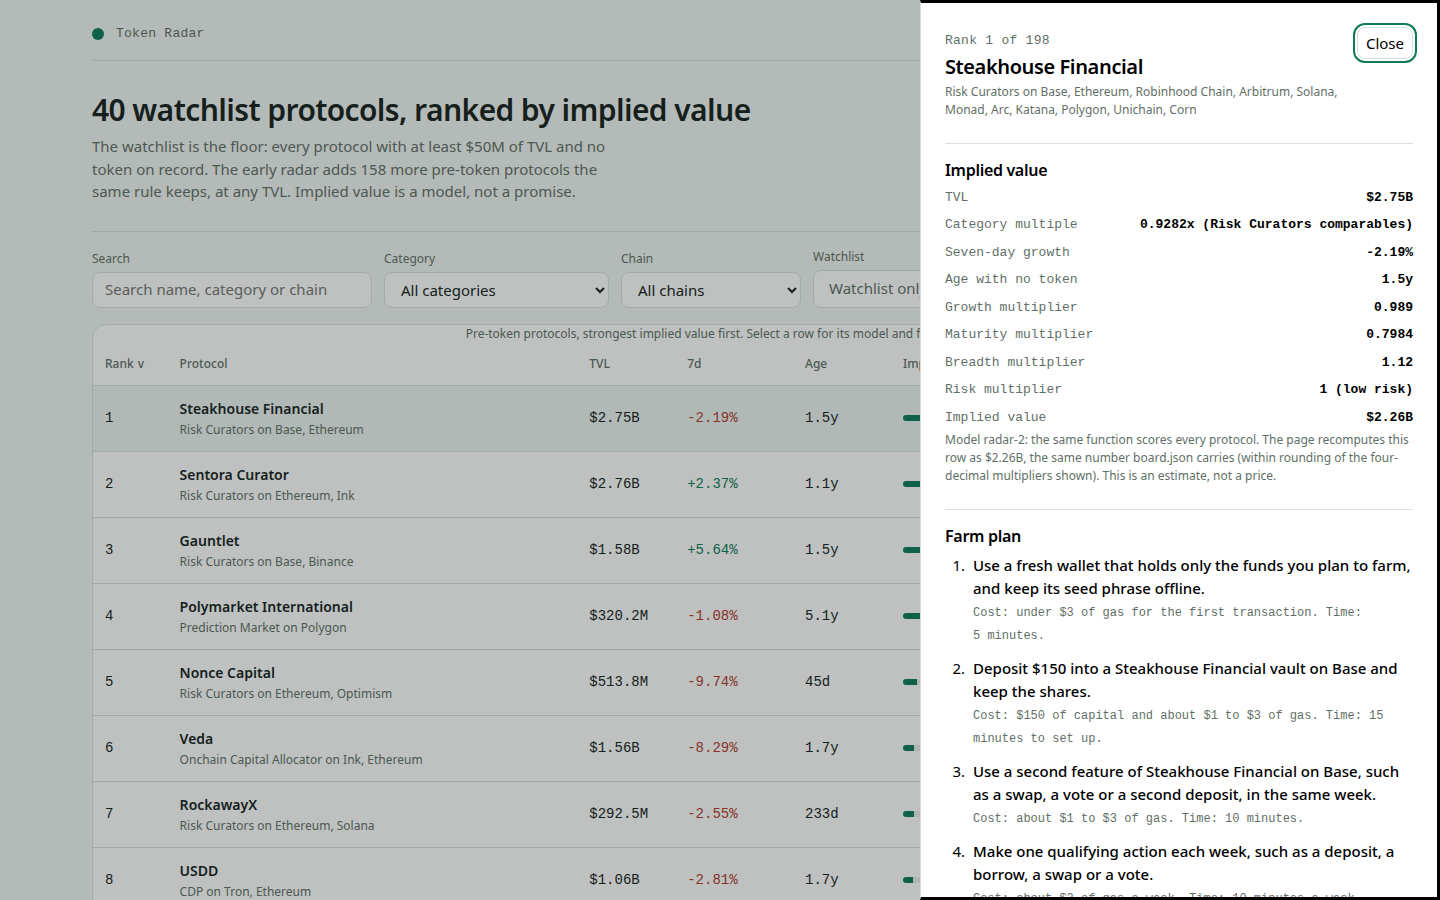 Token Radar
40 watchlist protocols, ranked by implied value
The watchlist is the floor: every protocol with at least $50M of TVL and no
token on record. The early radar adds 158 more pre-token protocols the
same rule keeps, at any TVL. Implied value is a model, not a promise.
Search
Category
Chain
Watchlist
Search name, category or chain
All categories
All chains
Watchlist onl
Pre-token protocols, strongest implied value first. Select a row for its model and f
Rank v Protocol TVL 7d Age Im
1 Steakhouse Financial $2.75B -2.19% 1.5y
Risk Curators on Base, Ethereum
2 Sentora Curator $2.76B +2.37% 1.1y
Risk Curators on Ethereum, Ink
3 Gauntlet $1.58B +5.64% 1.5y
Risk Curators on Base, Binance
4 Polymarket International $320.2M -1.08% 5.1y
Prediction Market on Polygon
5 Nonce Capital $513.8M -9.74% 45d
Risk Curators on Ethereum, Optimism
6 Veda $1.56B -8.29% 1.7y
Onchain Capital Allocator on Ink, Ethereum
7 RockawayX $292.5M -2.55% 233d
Risk Curators on Ethereum, Solana
8 USDD $1.06B -2.81% 1.7y
CDP on Tron, Ethereum
Rank 1 of 198
Close
Steakhouse Financial
Risk Curators on Base, Ethereum, Robinhood Chain, Arbitrum, Solana,
Monad, Arc, Katana, Polygon, Unichain, Corn
Implied value
TVL $2.75B
Category multiple 0.9282x (Risk Curators comparables)
Seven-day growth -2.19%
Age with no token 1.5y
Growth multiplier 0.989
Maturity multiplier 0.7984
Breadth multiplier 1.12
Risk multiplier 1 (low risk)
Implied value $2.26B
Model radar-2: the same function scores every protocol. The page recomputes this
row as $2.26B, the same number board.json carries (within rounding of the four-
decimal multipliers shown). This is an estimate, not a price.
Farm plan
1. Use a fresh wallet that holds only the funds you plan to farm,
and keep its seed phrase offline.
Cost: under $3 of gas for the first transaction. Time:
5 minutes.
2. Deposit $150 into a Steakhouse Financial vault on Base and
keep the shares.
Cost: $150 of capital and about $1 to $3 of gas. Time: 15
minutes to set up.
3. Use a second feature of Steakhouse Financial on Base, such
as a swap, a vote or a second deposit, in the same week.
Cost: about $1 to $3 of gas. Time: 10 minutes.
4. Make one qualifying action each week, such as a deposit, a
borrow, a swap or a vote.
Cost: about $2 of gas a week. Time: 10 minutes a week.